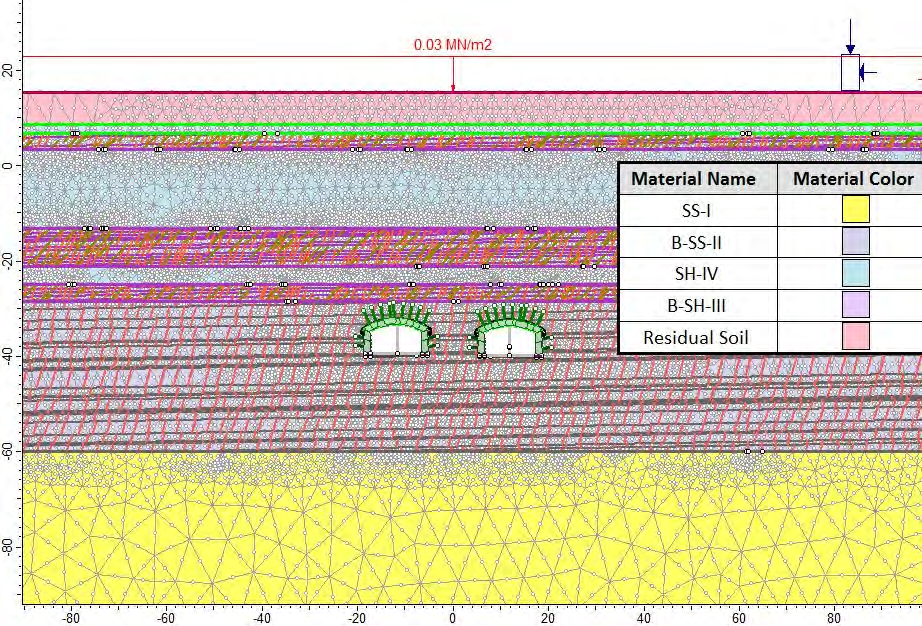 0.03 MN/m2
20
0
-20
-40
-60
-80
Material Name Material Color
SS-I
B-SS-II
SH-IV
B-SH-III
Residual Soil
-80 -60 -40 -20 0 20 40 60 80